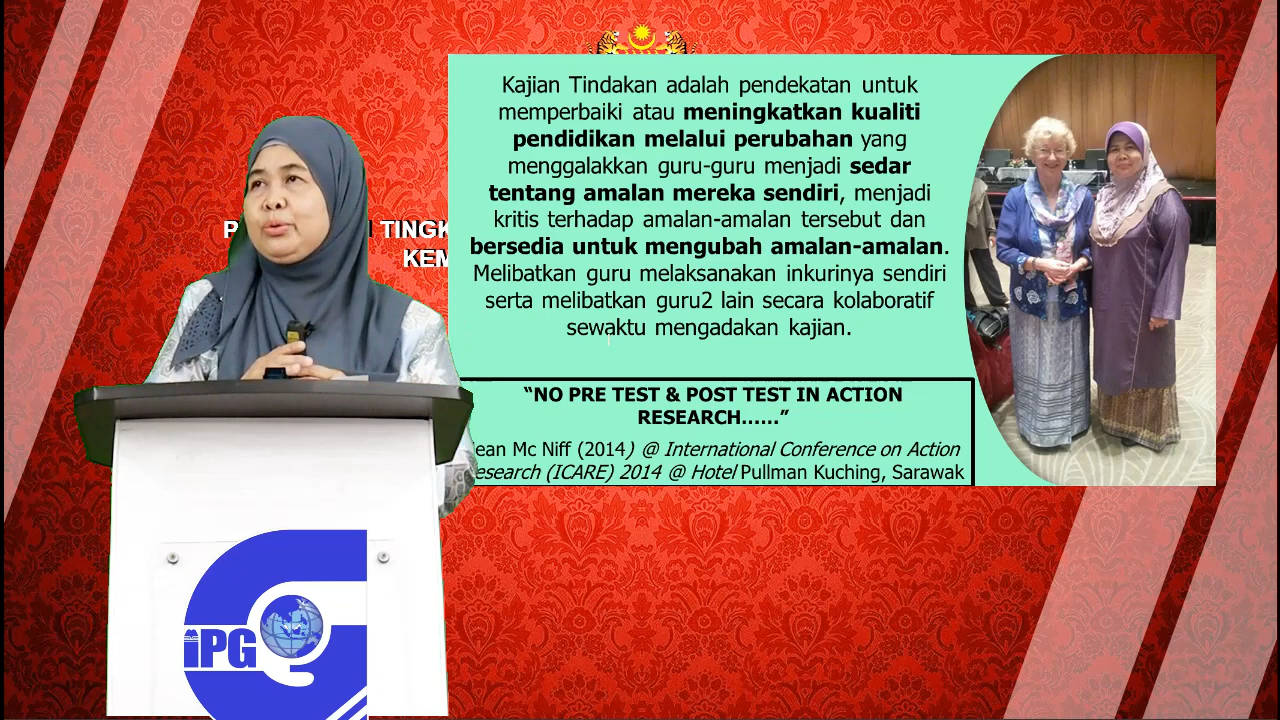 TINGK
KEM
Kajian Tindakan adalah pendekatan untuk
memperbaiki atau meningkatkan kualiti
pendidikan melalui perubahan yang
menggalakkan guru-guru menjadi sedar
tentang amalan mereka sendiri, menjadi
kritis terhadap amalan-amalan tersebut dan
bersedia untuk mengubah amalan-amalan.
Melibatkan guru melaksanakan inkurinya sendiri
serta melibatkan guru2 lain secara kolaboratif
sewaktu mengadakan kajian.
“NO PRE TEST & POST TEST IN ACTION
RESEARCH......”
ean Mc Niff (2014) @ International Conference on Action
esearch (ICARE) 2014 @ Hotel Pullman Kuching, Sarawak
iPG